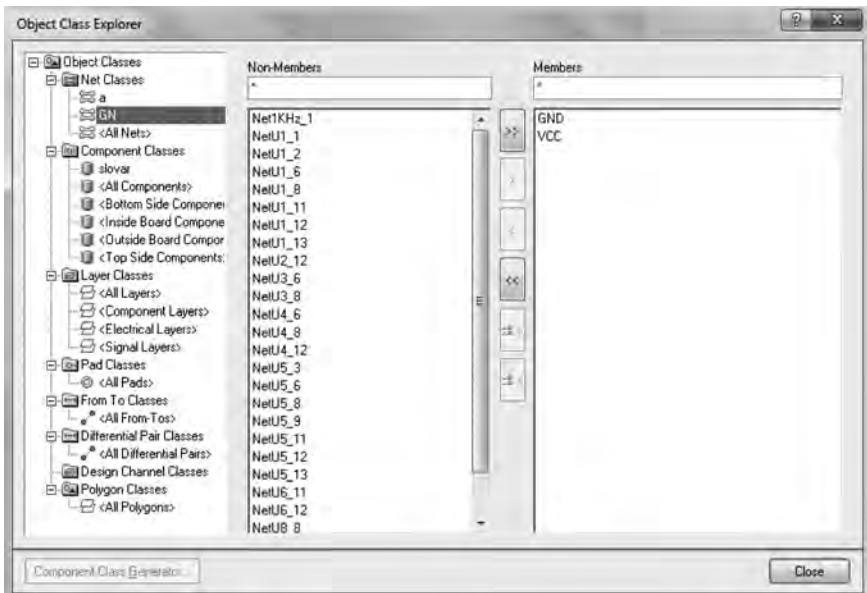 Object Class Explorer
Object Classes
Net Classes
a
GN
<All Nets>
Component Classes
slovar
<All Components>
<Bottom Side Componei
<Inside Board Compone
<Outside Board Compor
<Top Side Components:
Layer Classes
<All Layers>
<Component Layers>
<Electrical Layers>
<Signal Layers>
Pad Classes
<All Pads>
From To Classes
<All From-Tos>
Differential Pair Classes
<All Differential Pairs>
Design Channel Classes
Polygon Classes
<All Polygons>
Non-Members
*
Net1KHz_1
NetU1_1
NetU1_2
NetU1_6
NetU1_8
NetU1_11
NetU1_12
NetU1_13
NetU2_12
NetU3_6
NetU3_8
NetU4_6
NetU4_8
NetU4_12
NetU5_3
NetU5_6
NetU5_8
NetU5_9
NetU5_11
NetU5_12
NetU5_13
NetU6_11
NetU6_12
NetU8_8
>>
>
<
<<
Members
*
GND
VCC
Component Class Generator...
Close